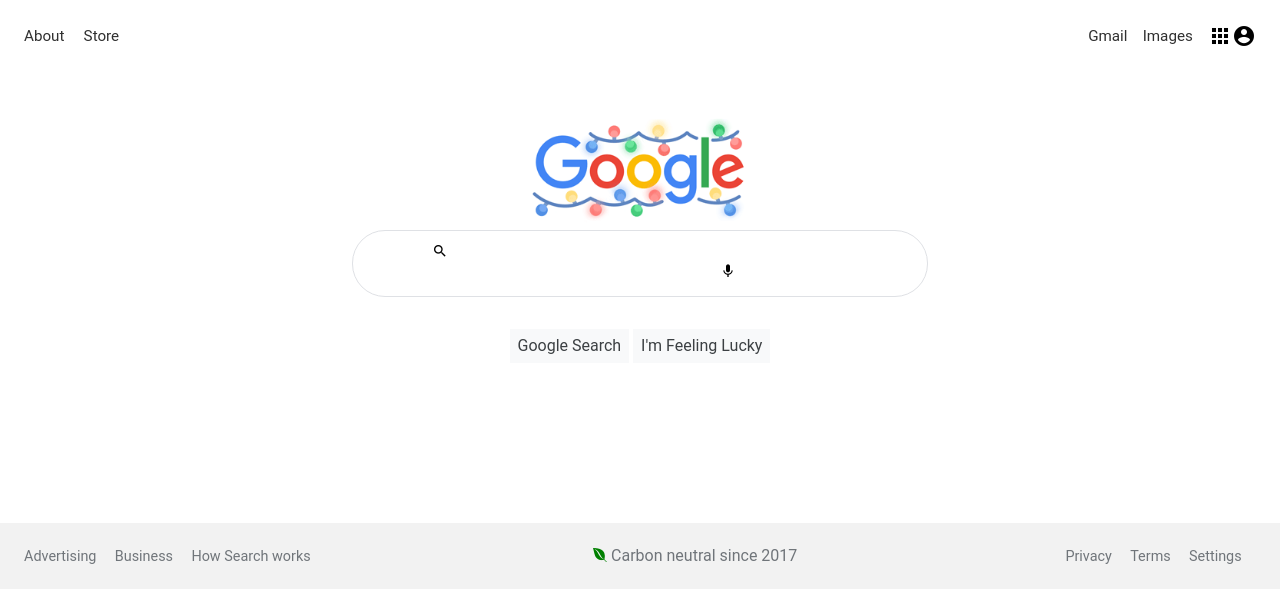 About Store Gmail Images
Google
Google Search I'm Feeling Lucky
Advertising Business How Search works Carbon neutral since 2017 Privacy Terms Settings